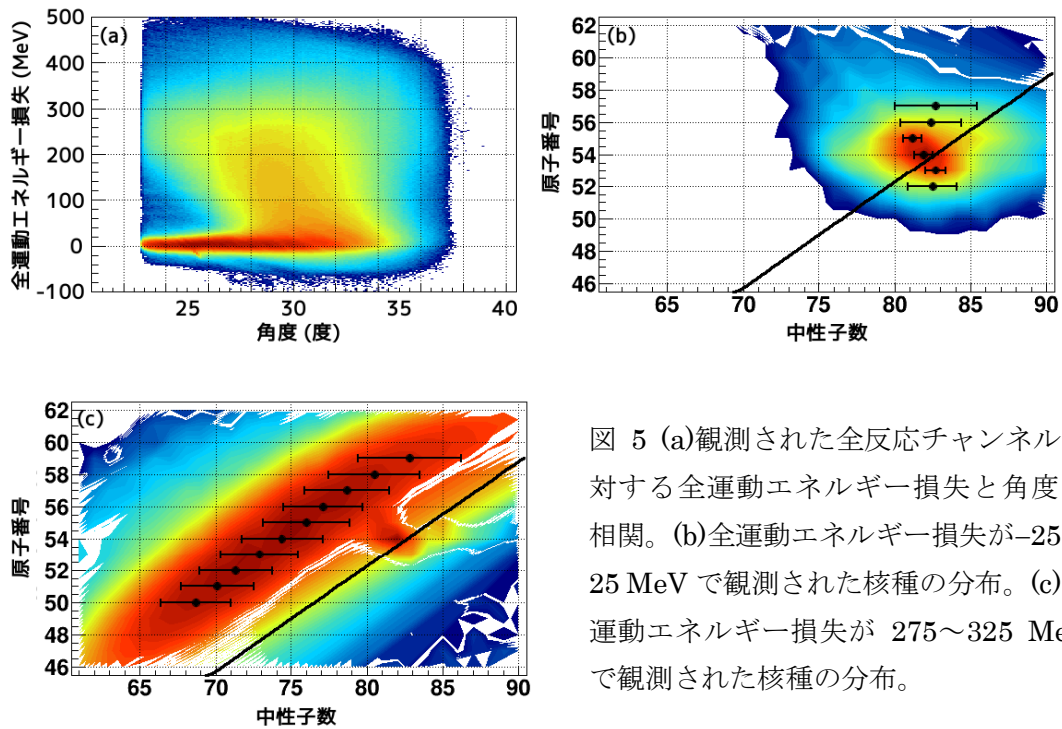 (a)
全運動エネルギー損失 (MeV)
500
400
300
200
100
0
-100
25
30
35
40
角度 (度)
(b)
原子番号
62
60
58
56
54
52
50
48
46
65
70
75
80
85
90
中性子数
(c)
原子番号
62
60
58
56
54
52
50
48
46
65
70
75
80
85
90
中性子数
図 5 (a)観測された全反応チャンネル
対する全運動エネルギー損失と角度
相関。(b)全運動エネルギー損失が–25
25 MeV で観測された核種の分布。(c)
運動エネルギー損失が 275～325 Me
で観測された核種の分布。